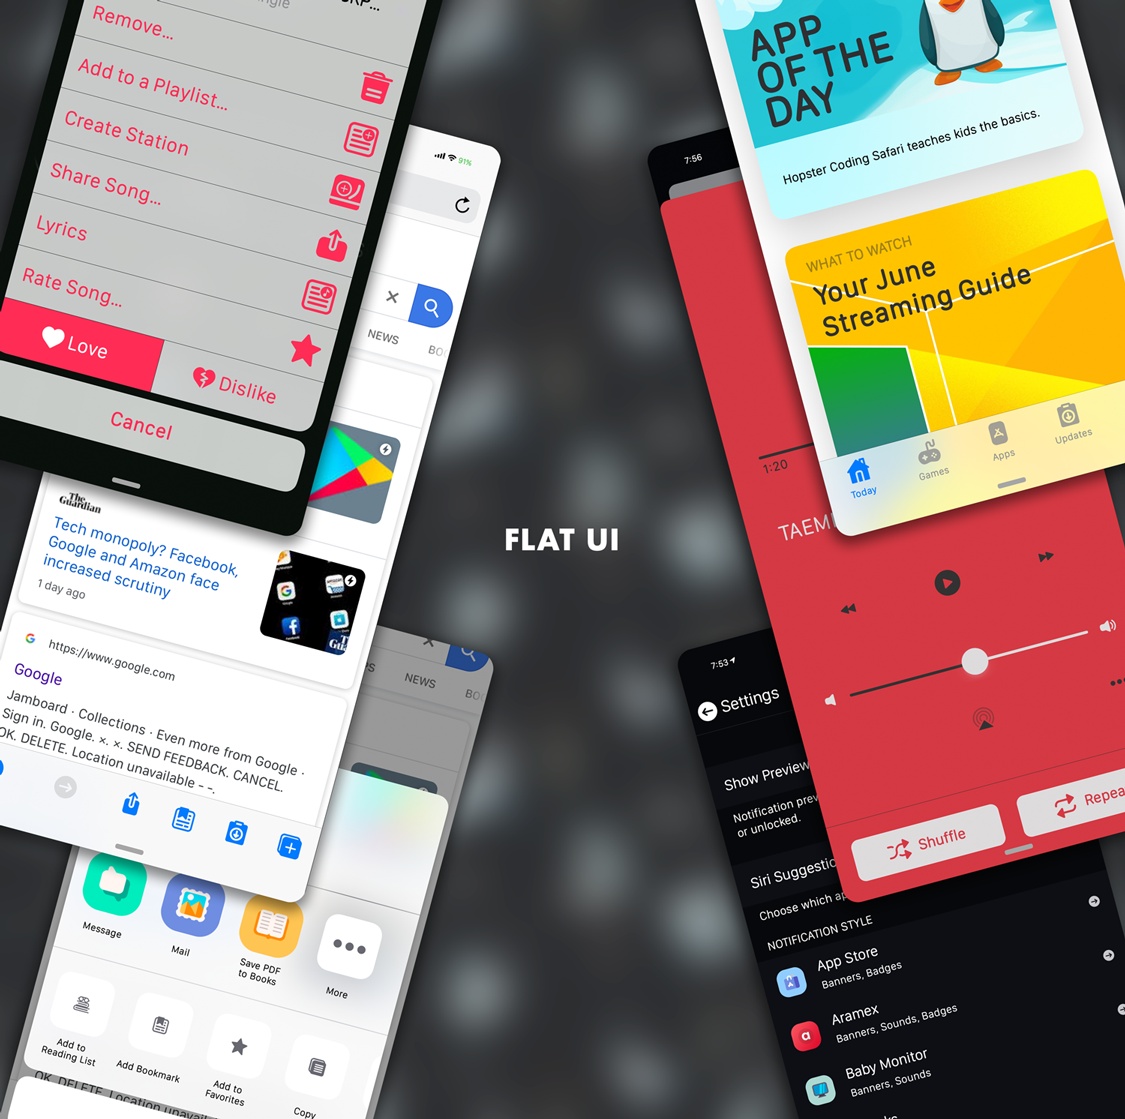 Remove...
Add to a Playlist...
Create Station
Share Song...
Lyrics
Rate Song...
Love
Dislike
Cancel
91%
NEWS
The Guardian
Tech monopoly? Facebook,
Google and Amazon face
increased scrutiny
1 day ago
https://www.google.com
Google
Jamboard · Collections · Even more from Google ·
Sign in. Google. ×. ×. SEND FEEDBACK. CANCEL.
OK. DELETE. Location unavailable - -.
NEWS
Message
Mail
Save PDF
to Books
More
Add to
Reading List
Add Bookmark
Add to
Favorites
Copy
OK. DELETE. Location
FLAT UI
APP
OF THE
DAY
Hopster Coding Safari teaches kids the basics.
WHAT TO WATCH
Your June
Streaming Guide
Today
Games
Apps
Updates
7:56
1:20
TAEM
Shuffle
Repea
7:53
Settings
Show Preview
Notification prev
or unlocked.
Siri Suggestio
Choose which ap
NOTIFICATION STYLE
App Store
Banners, Badges
Aramex
Banners, Sounds, Badges
Baby Monitor
Banners, Sounds